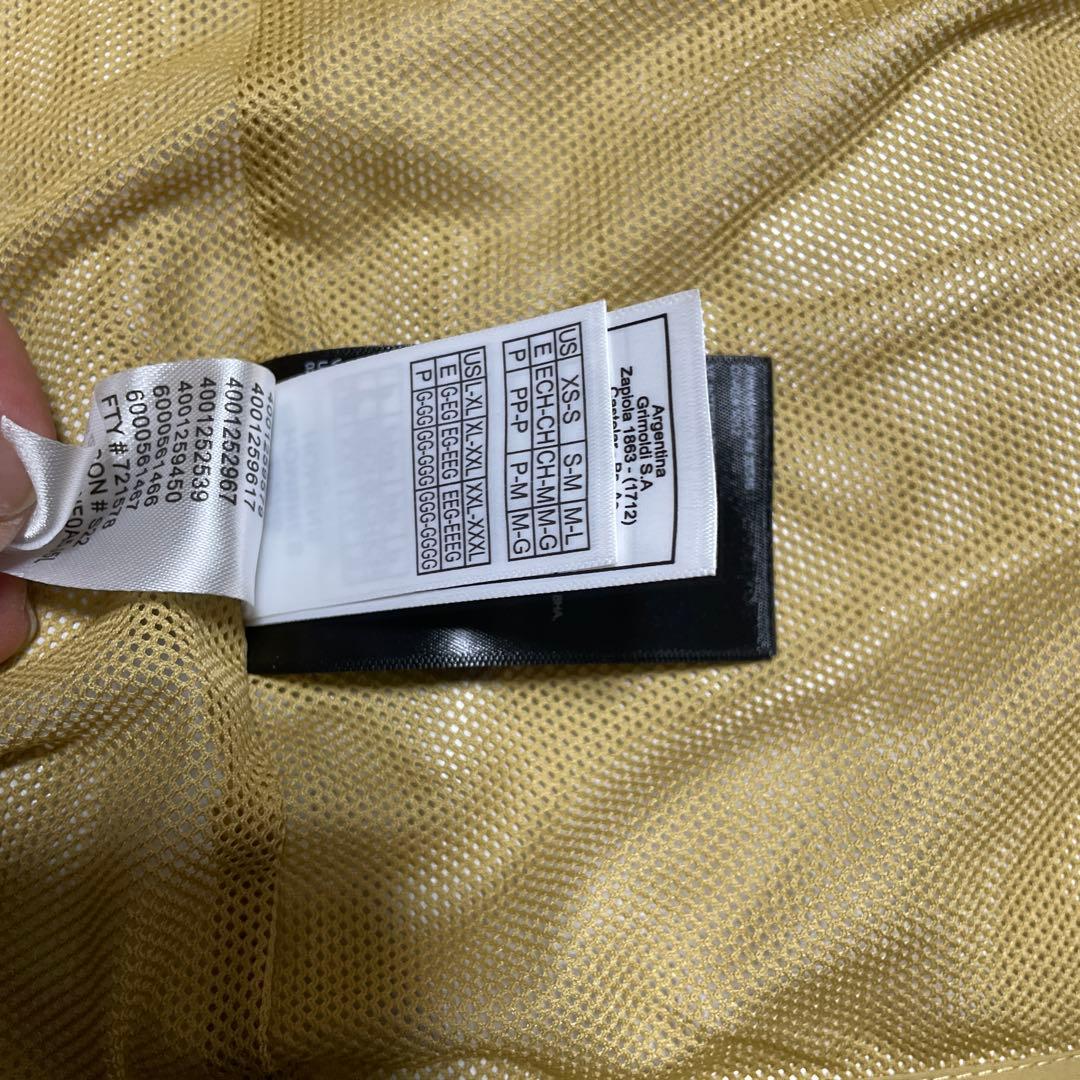 Argentina
Grimoldi S.A
Zapiola 1863 - (1712)
US XS-S S-M M-L
E ECH-CH CH-M M-G
P PP-P P-M M-G
US L-XL XL-XXL XXL-XXXL
E G-EG EG-EEG EEG-EEEG
P G-GG GG-GGG GGG-GGGG
4001259617
4001252967
4001252539
4001259450
6000561466
6000561467
FTY # 721578